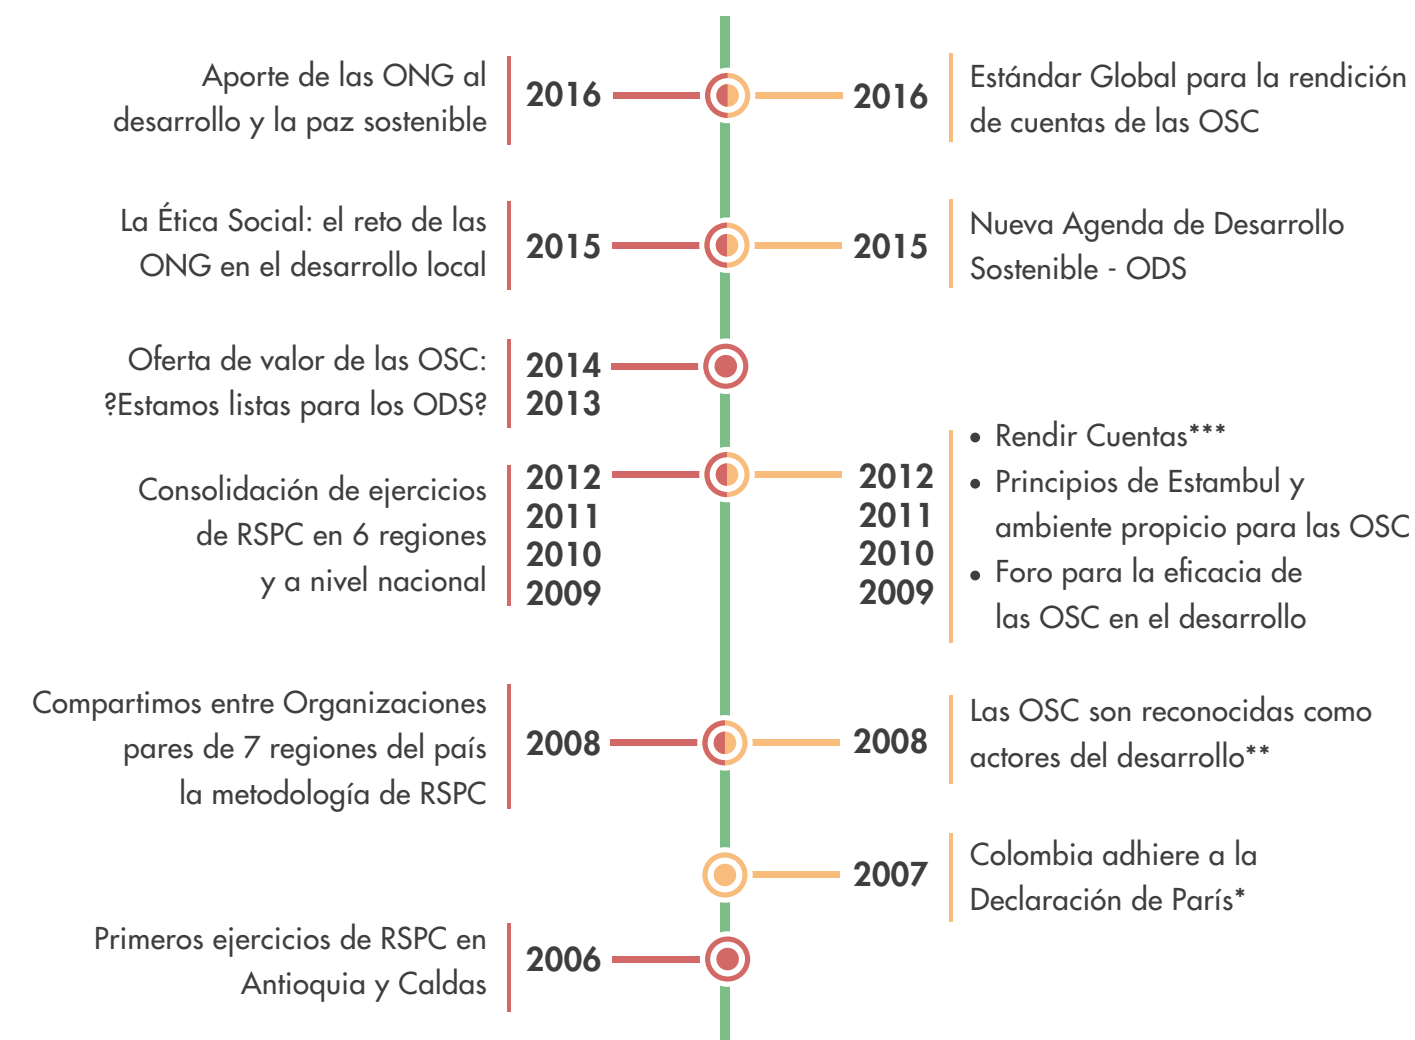 Aporte de las ONG al
desarrollo y la paz sostenible
2016
2016
Estándar Global para la rendición
de cuentas de las OSC
La Ética Social: el reto de las
ONG en el desarrollo local
2015
2015
Nueva Agenda de Desarrollo
Sostenible - ODS
Oferta de valor de las OSC:
?Estamos listas para los ODS?
2014
2013
Consolidación de ejercicios
de RSPC en 6 regiones
y a nivel nacional
2012
2011
2010
2009
2012
2011
2010
2009
• Rendir Cuentas***
• Principios de Estambul y
ambiente propicio para las OSC
• Foro para la eficacia de
las OSC en el desarrollo
Compartimos entre Organizaciones
pares de 7 regiones del país
la metodología de RSPC
2008
2008
Las OSC son reconocidas como
actores del desarrollo**
2007
Colombia adhiere a la
Declaración de París*
Primeros ejercicios de RSPC en
Antioquia y Caldas
2006